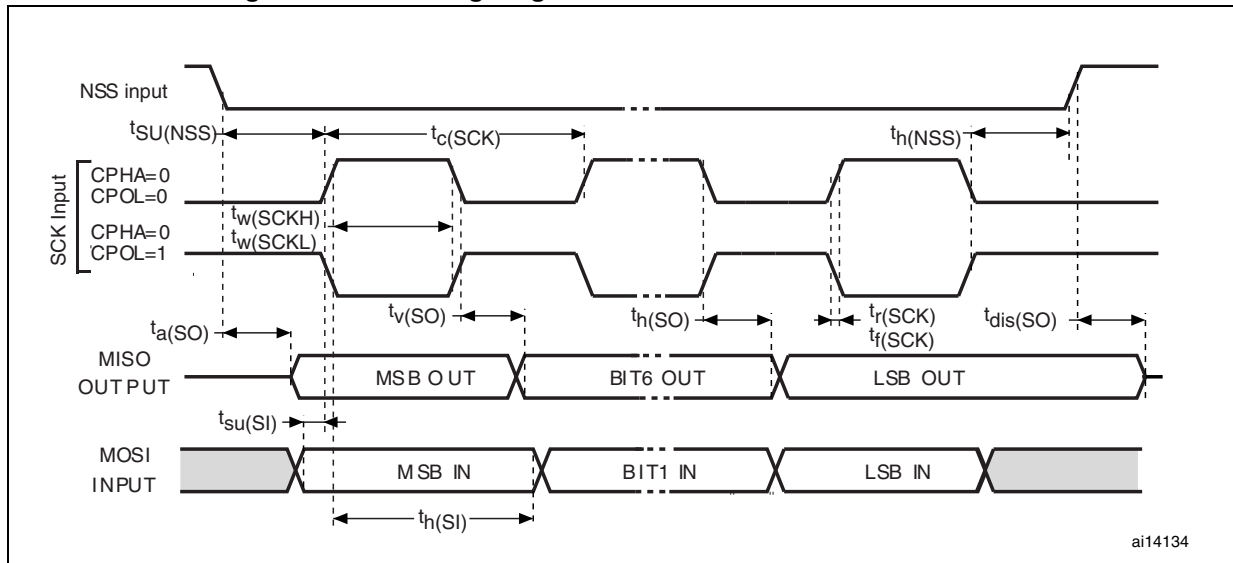 NSS input
tSU(NSS)
tc(SCK)
th(NSS)
SCK Input
CPHA=0
CPOL=0
tw(SCKH)
CPHA=0
tw(SCKL)
CPOL=1
ta(SO)
tv(SO)
th(SO)
tr(SCK)
tf(SCK)
tdis(SO)
MISO
OUTPUT
MSB OUT
BIT6 OUT
LSB OUT
tsu(SI)
MOSI
INPUT
MSB IN
BIT1 IN
LSB IN
th(SI)
ai14134